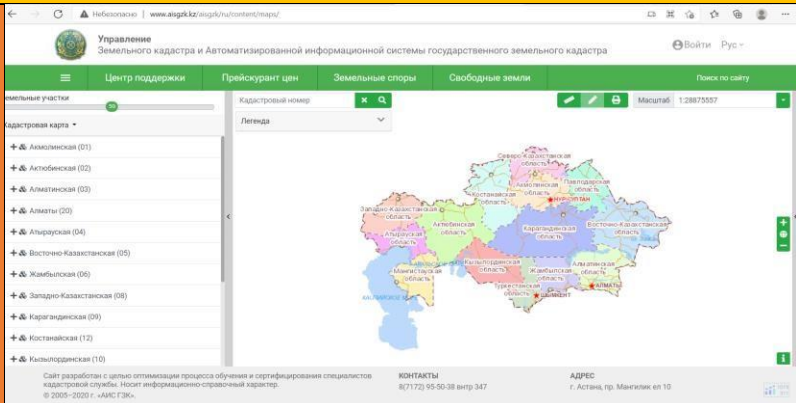 Небезопасно | www.aisgzk.kz/aisgzk/ru/content/maps/
Управление
Земельного кадастра и Автоматизированной информационной системы государственного земельного кадастра
Войти Рус
Центр поддержки Прейскурант цен Земельные споры Свободные земли Поиск по сайту
емельные участки
50
Кадастровая карта
Кадастровый номер
Масштаб 1:28875557
Легенда
Акмолинская (01)
Актюбинская (02)
Алматинская (03)
Алматы (20)
Атырауская (04)
Восточно-Казахстанская (05)
Жамбылская (06)
Западно-Казахстанская (08)
Карагандинская (09)
Костанайская (12)
Кызылординская (10)
Северо-Казахстанская
область
Костанайская
область
Акмолинская
область
Павлодарская
область
НУР-СУЛТАН
Западно-Казахстанская
область
Актюбинская
область
Атырауская
область
Карагандинская
область
Восточно-Казахстанская
область
Мангистауская
область
Кызылординская
область
Жамбылская
область
Алматинская
область
Туркестанская
область
ШЫМКЕНТ
АЛМАТЫ
Сайт разработан с целью оптимизации процесса обучения и сертифицирования специалистов
кадастровой службы. Носит информационно-справочный характер.
© 2005–2020 г. «АИС ГЗК».
КОНТАКТЫ
8(7172) 95-50-38 внтр 347
АДРЕС
г. Астана, пр. Мангилик ел 10